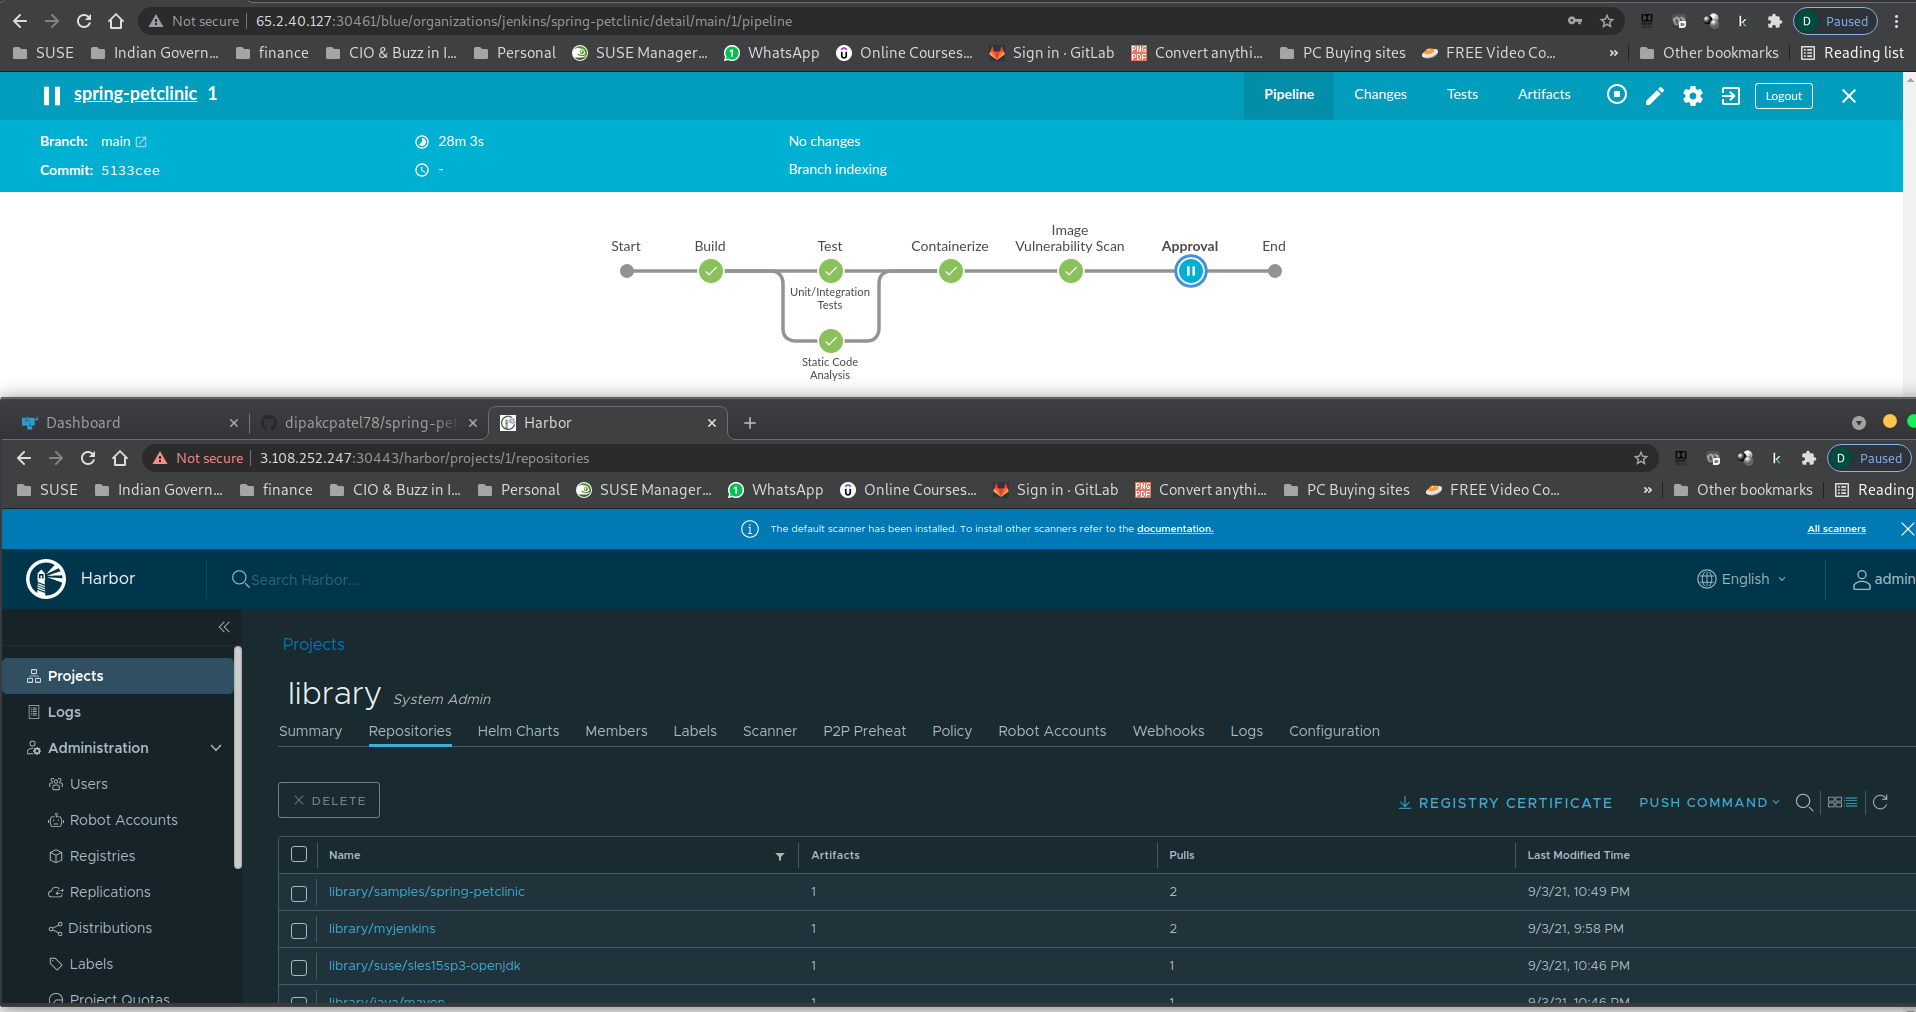 Not secure | 65.2.40.127:30461/blue/organizations/jenkins/spring-petclinic/detail/main/1/pipeline D Paused
SUSE Indian Govern... finance CIO & Buzz in I... Personal SUSE Manager... WhatsApp Online Courses... Sign in · GitLab Convert anythi... PC Buying sites FREE Video Co... » Other bookmarks Reading list
spring-petclinic 1 Pipeline Changes Tests Artifacts Logout
Branch: main 28m 3s No changes
Commit: 5133cee - Branch indexing
Image
Start Build Test Containerize Vulnerability Scan Approval End
Unit/Integration
Tests
Static Code
Analysis
Dashboard dipakcpatel78/spring-pet Harbor
Not secure | 3.108.252.247:30443/harbor/projects/1/repositories D Paused
SUSE Indian Govern... finance CIO & Buzz in I... Personal SUSE Manager... WhatsApp Online Courses... Sign in · GitLab Convert anythi... PC Buying sites FREE Video Co... » Other bookmarks Reading
The default scanner has been installed. To install other scanners refer to the documentation. All scanners
Harbor Search Harbor... English admin
Projects
library System Admin
Summary Repositories Helm Charts Members Labels Scanner P2P Preheat Policy Robot Accounts Webhooks Logs Configuration
Projects
Logs
Administration
Users
Robot Accounts
Registries
Replications
Distributions
Labels
Project Quotas
DELETE REGISTRY CERTIFICATE PUSH COMMAND
Name Artifacts Pulls Last Modified Time
library/samples/spring-petclinic 1 2 9/3/21, 10:49 PM
library/myjenkins 1 2 9/3/21, 9:58 PM
library/suse/sles15sp3-openjdk 1 1 9/3/21, 10:46 PM
library/java/maven 1 1 9/3/21, 10:46 PM